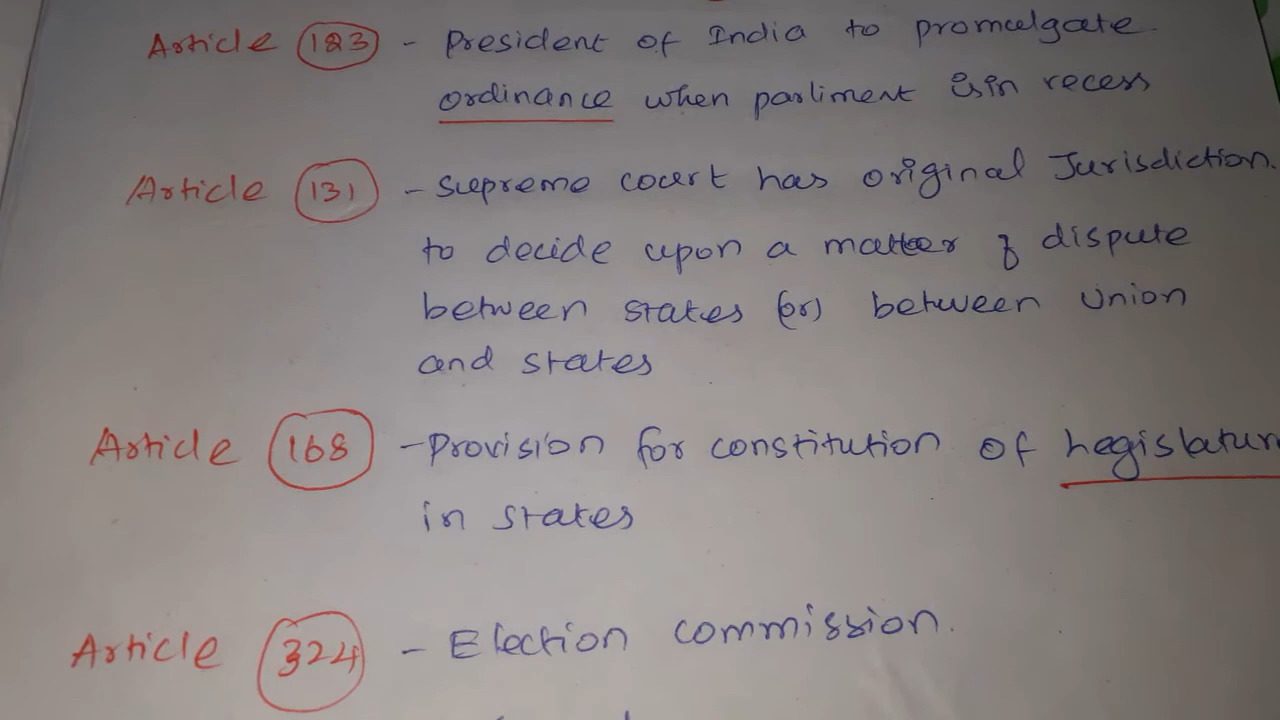 Article 123 - President of India to promulgate
ordinance when parliment is in recess
Article 131 - Supreme court has original Jurisdiction.
to decide upon a matter of dispute
between states (or) between Union
and states
Article 168 - Provision for constitution of Legislatur
in states
Article 324 - Election commission.